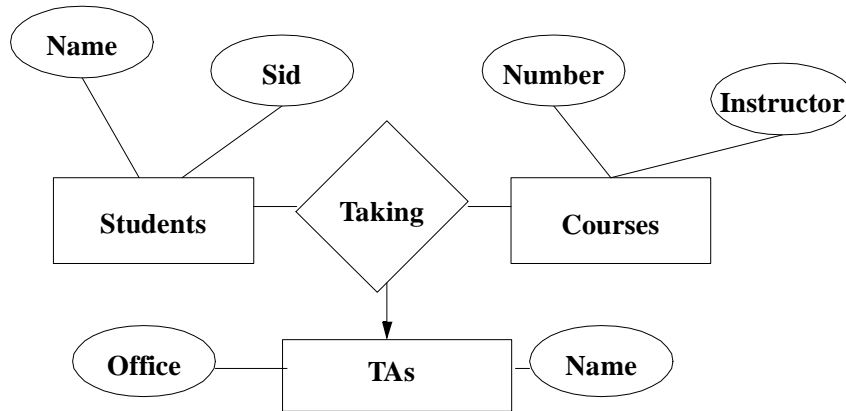 Name
Sid
Number
Instructor
Students
Taking
Courses
Office
TAs
Name